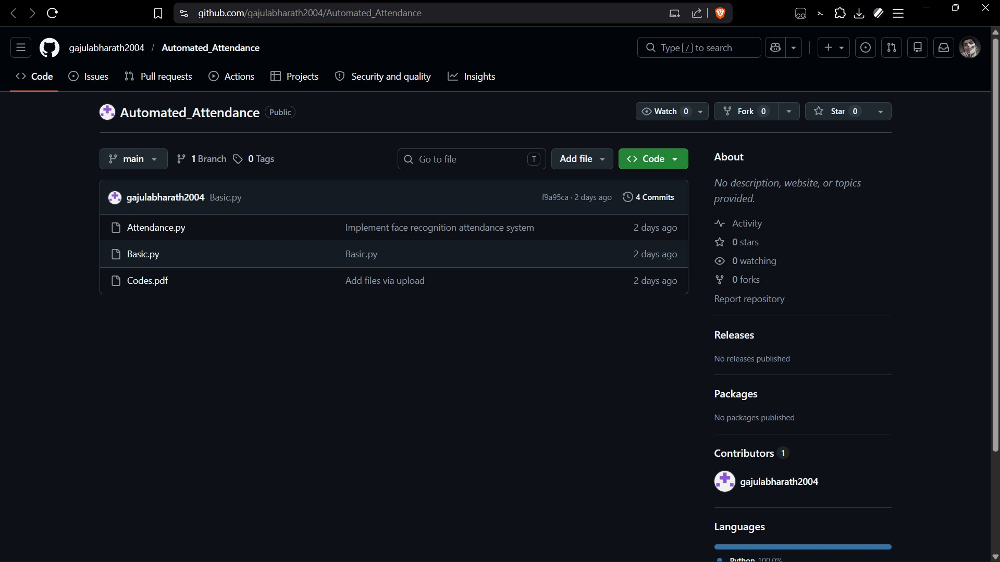 github.com/gajulabharath2004/Automated_Attendance
gajulabharath2004 / Automated_Attendance
Type / to search
Code
Issues
Pull requests
Actions
Projects
Security and quality
Insights
Automated_Attendance
Public
Watch 0
Fork 0
Star 0
main
1 Branch
0 Tags
Go to file
T
Add file
Code
gajulabharath2004 Basic.py
f9a95ca · 2 days ago
4 Commits
Attendance.py Implement face recognition attendance system 2 days ago
Basic.py Basic.py 2 days ago
Codes.pdf Add files via upload 2 days ago
About
No description, website, or topics
provided.
Activity
0 stars
0 watching
0 forks
Report repository
Releases
No releases published
Packages
No packages published
Contributors 1
gajulabharath2004
Languages
Python 100.0%